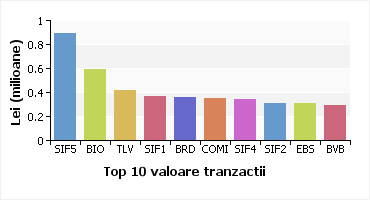 Lei (milioane)
1
0.8
0.6
0.4
0.2
0
SIF5 BIO TLV SIF1 BRD COMI SIF4 SIF2 EBS BVB
Top 10 valoare tranzactii